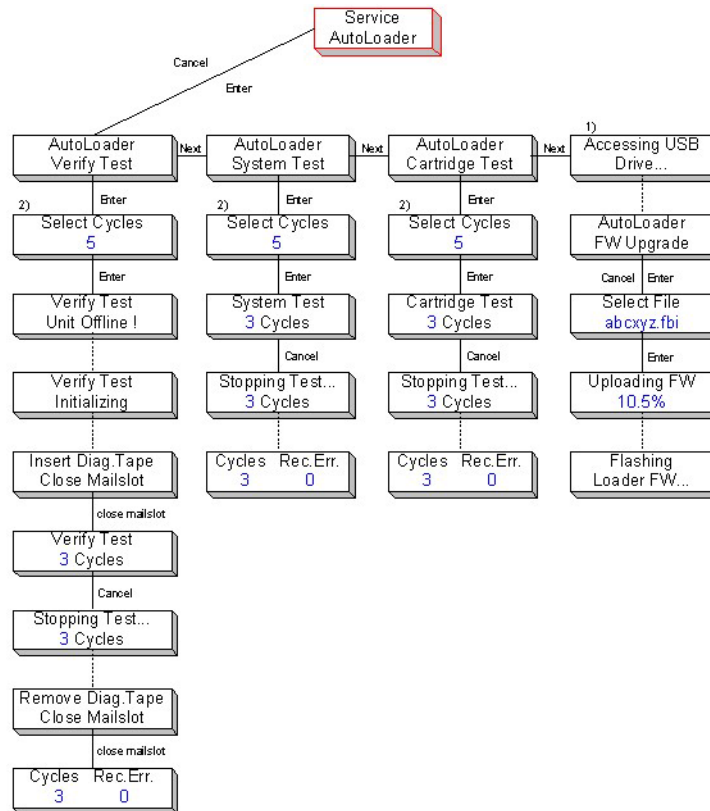 Service
AutoLoader
Cancel
Enter
AutoLoader
Verify Test
Next
AutoLoader
System Test
Next
AutoLoader
Cartridge Test
Next
1)
Accessing USB
Drive...
Enter
Enter
Enter
2)
Select Cycles
5
2)
Select Cycles
5
2)
Select Cycles
5
AutoLoader
FW Upgrade
Enter
Enter
Enter
Cancel
Enter
Verify Test
Unit Offline !
System Test
3 Cycles
Cartridge Test
3 Cycles
Select File
abcxyz.fbi
Cancel
Cancel
Enter
Verify Test
Initializing
Stopping Test...
3 Cycles
Stopping Test...
3 Cycles
Uploading FW
10.5%
Insert Diag.Tape
Close Mailslot
Cycles Rec.Err.
3 0
Cycles Rec.Err.
3 0
Flashing
Loader FW...
close mailslot
Verify Test
3 Cycles
Cancel
Stopping Test...
3 Cycles
Remove Diag.Tape
Close Mailslot
close mailslot
Cycles Rec.Err.
3 0